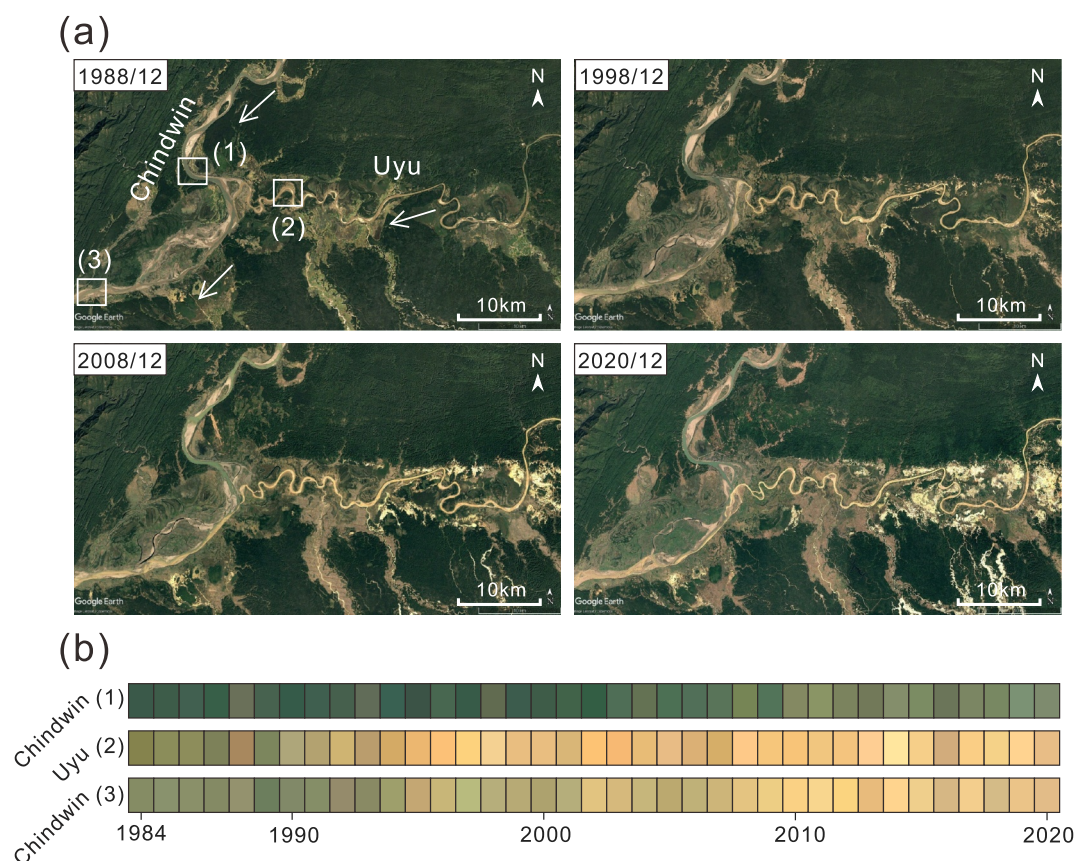 (a)
1988/12
N
Chindwin
(1)
Uyu
(2)
(3)
10km
Google Earth
1998/12
N
10km
Google Earth
2008/12
N
10km
Google Earth
2020/12
N
10km
Google Earth
(b)
Chindwin (1)
Uyu (2)
Chindwin (3)
1984 1990 2000 2010 2020